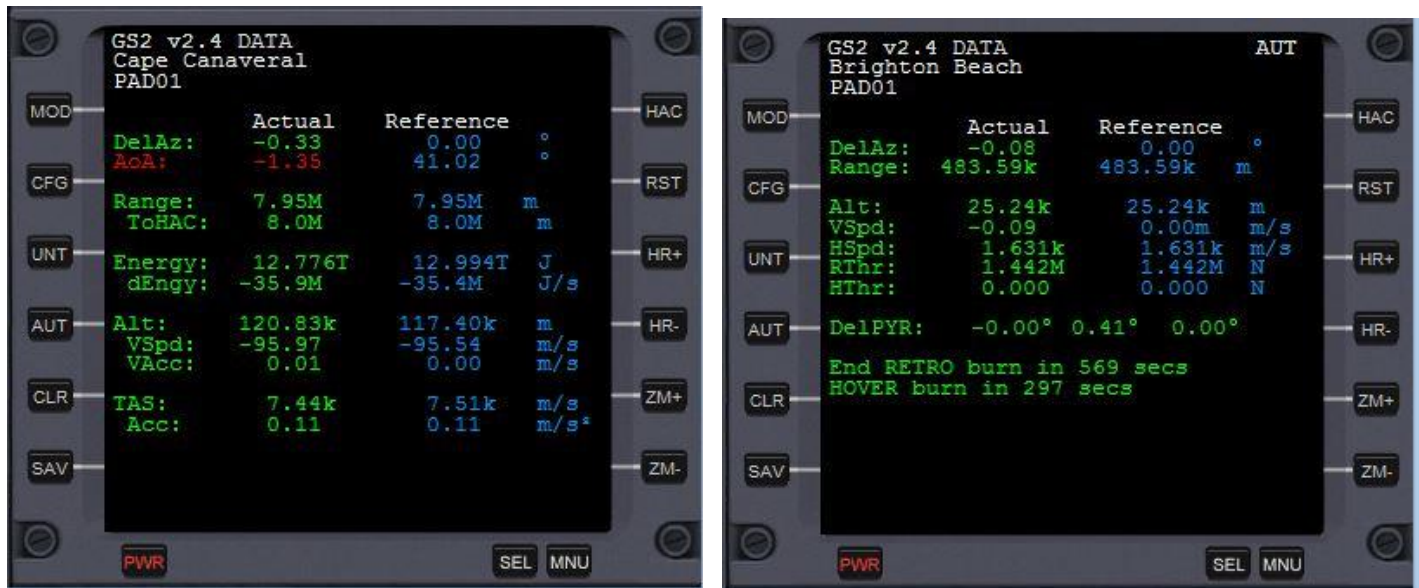 GS2 v2.4 DATA
Cape Canaveral
PAD01
Actual Reference
DelAz: -0.33 0.00 °
AoA: -1.35 41.02 °
Range: 7.95M 7.95M m
ToHAC: 8.0M 8.0M m
Energy: 12.776T 12.994T J
dEngy: -35.9M -35.4M J/s
Alt: 120.83k 117.40k m
VSpd: -95.97 -95.54 m/s
VAcc: 0.01 0.00 m/s
TAS: 7.44k 7.51k m/s
Acc: 0.11 0.11 m/s²
MOD
CFG
UNT
AUT
CLR
SAV
HAC
RST
HR+
HR-
ZM+
ZM-
PWR SEL MNU
GS2 v2.4 DATA AUT
Brighton Beach
PAD01
Actual Reference
DelAz: -0.08 0.00 °
Range: 483.59k 483.59k m
Alt: 25.24k 25.24k m
VSpd: -0.09 0.00m m/s
HSpd: 1.631k 1.631k m/s
RThr: 1.442M 1.442M N
HThr: 0.000 0.000 N
DelPYR: -0.00° 0.41° 0.00°
End RETRO burn in 569 secs
HOVER burn in 297 secs
MOD
CFG
UNT
AUT
CLR
SAV
HAC
RST
HR+
HR-
ZM+
ZM-
PWR SEL MNU